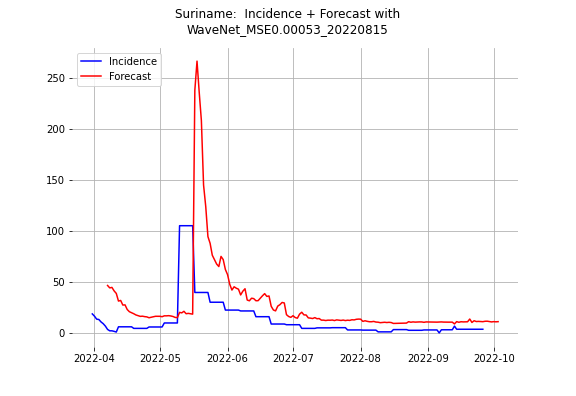 Suriname:  Incidence + Forecast with
WaveNet_MSE0.00053_20220815
Incidence
Forecast
250
200
150
100
50
0
2022-04 2022-05 2022-06 2022-07 2022-08 2022-09 2022-10